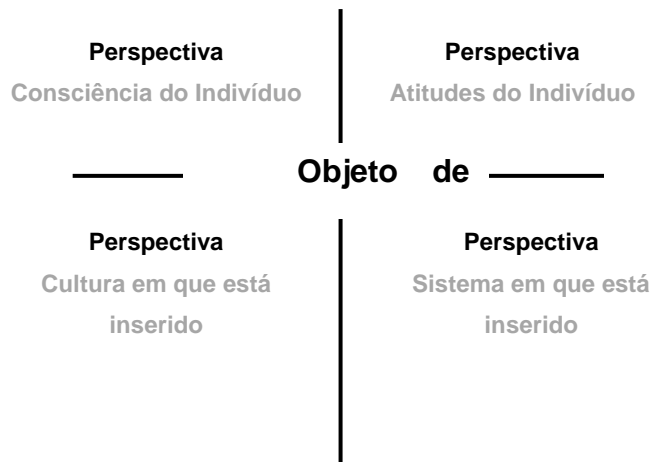 Perspectiva
Consciência do Indivíduo
Perspectiva
Atitudes do Indivíduo
Objeto de
Perspectiva
Cultura em que está
inserido
Perspectiva
Sistema em que está
inserido